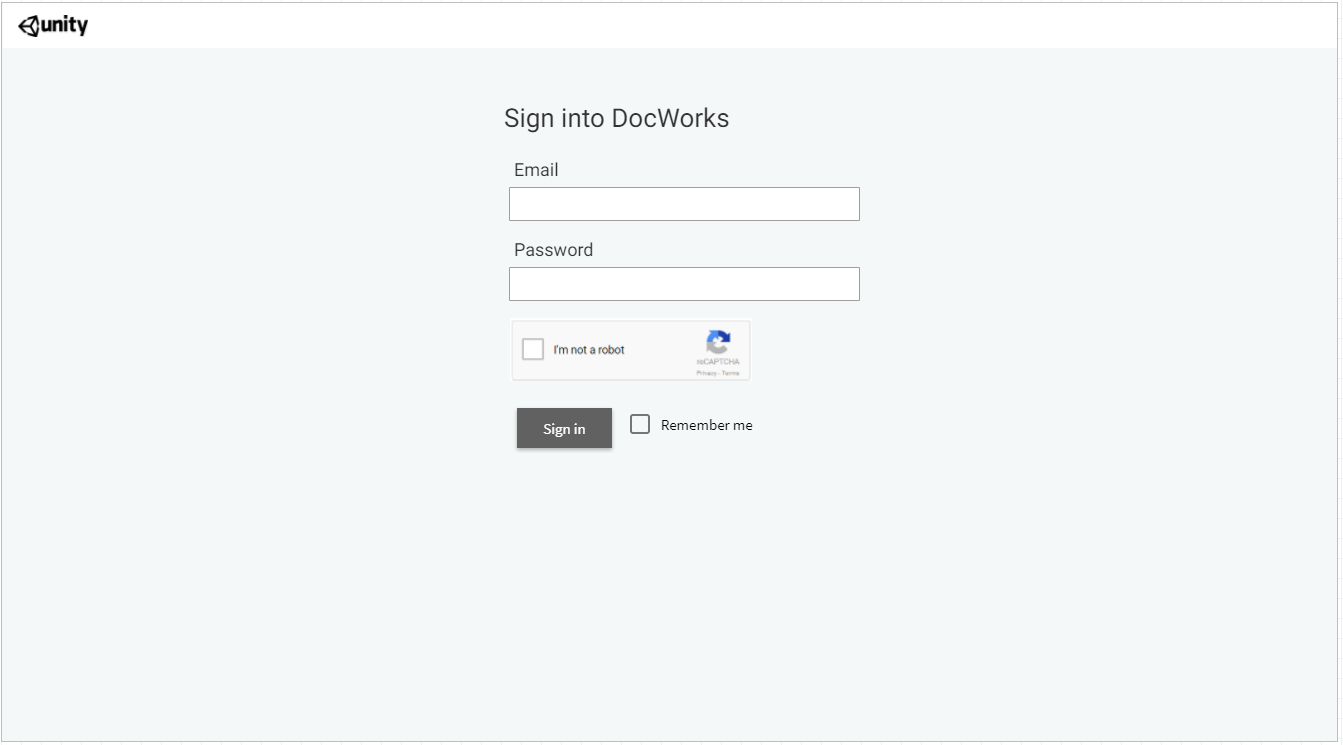 unity
Sign into DocWorks
Email
Password
I'm not a robot
reCAPTCHA
Privacy - Terms
Sign in
Remember me